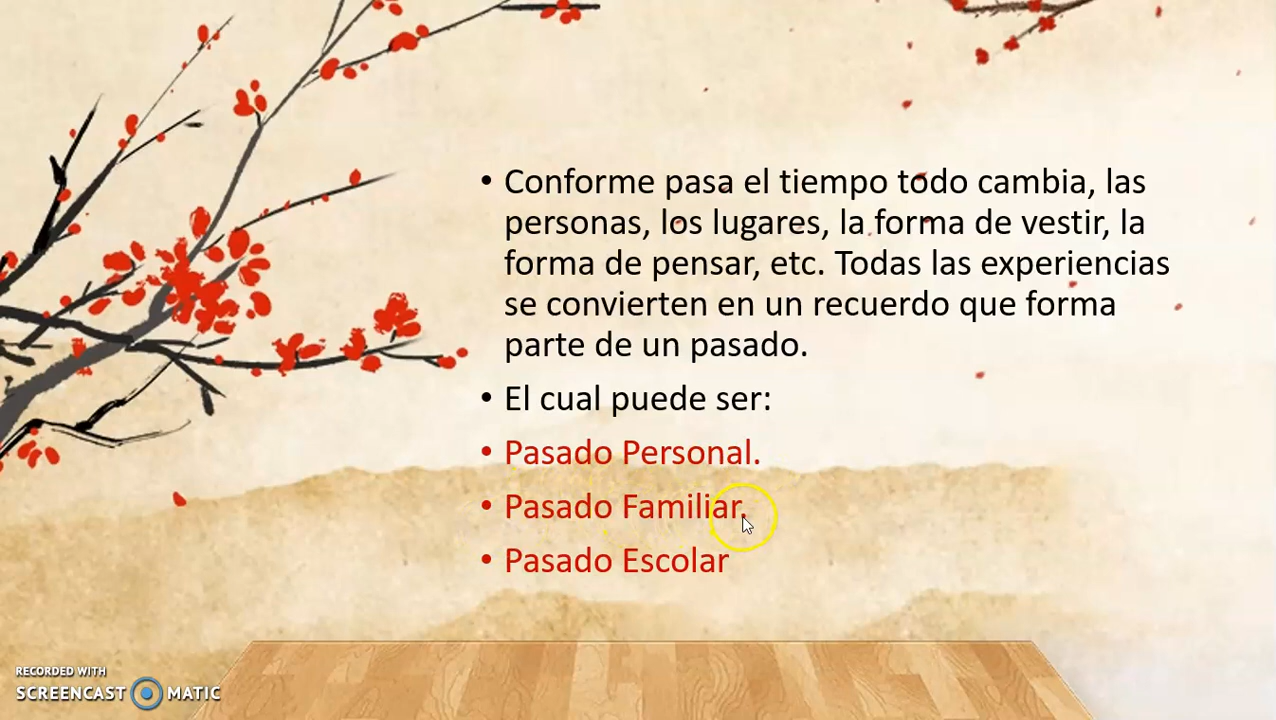 • Conforme pasa el tiempo todo cambia, las
personas, los lugares, la forma de vestir, la
forma de pensar, etc. Todas las experiencias
se convierten en un recuerdo que forma
parte de un pasado.
• El cual puede ser:
• Pasado Personal.
• Pasado Familiar.
• Pasado Escolar
RECORDED WITH
SCREENCAST MATIC